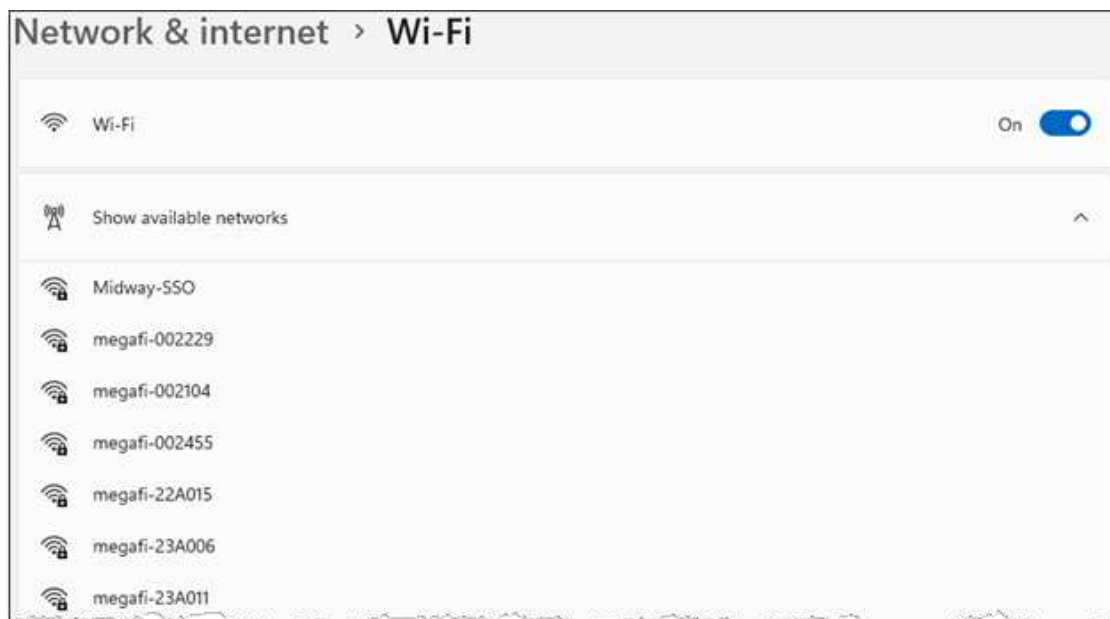 Network & internet > Wi-Fi
Wi-Fi On
Show available networks
Midway-SSO
megafi-002229
megafi-002104
megafi-002455
megafi-22A015
megafi-23A006
megafi-23A011